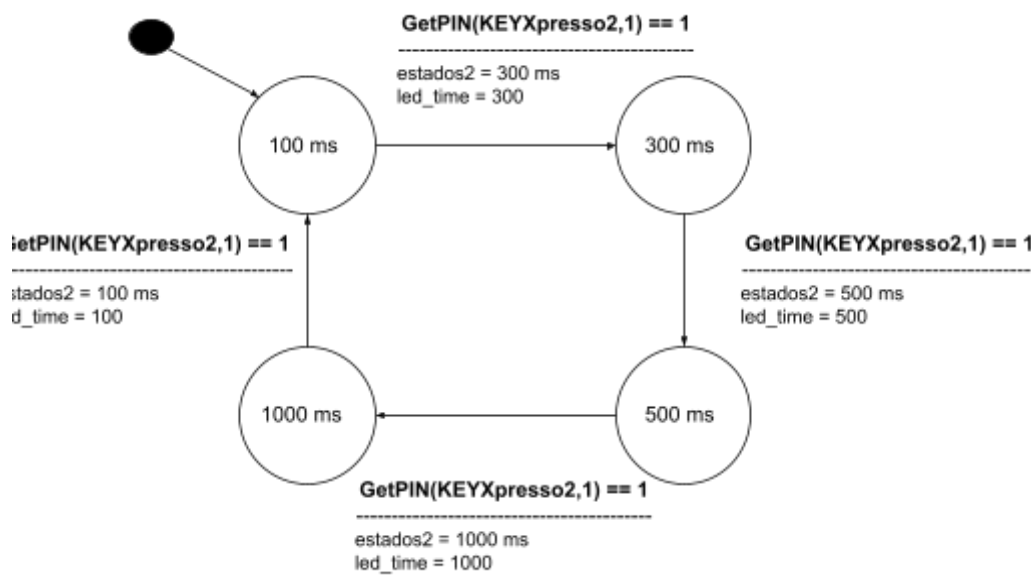 GetPIN(KEYXpresso2,1) == 1
------------------------------------------
estados2 = 300 ms
led_time = 300
100 ms
300 ms
GetPIN(KEYXpresso2,1) == 1
------------------------------------------
stados2 = 100 ms
d_time = 100
GetPIN(KEYXpresso2,1) == 1
------------------------------------------
estados2 = 500 ms
led_time = 500
1000 ms
500 ms
GetPIN(KEYXpresso2,1) == 1
------------------------------------------
estados2 = 1000 ms
led_time = 1000